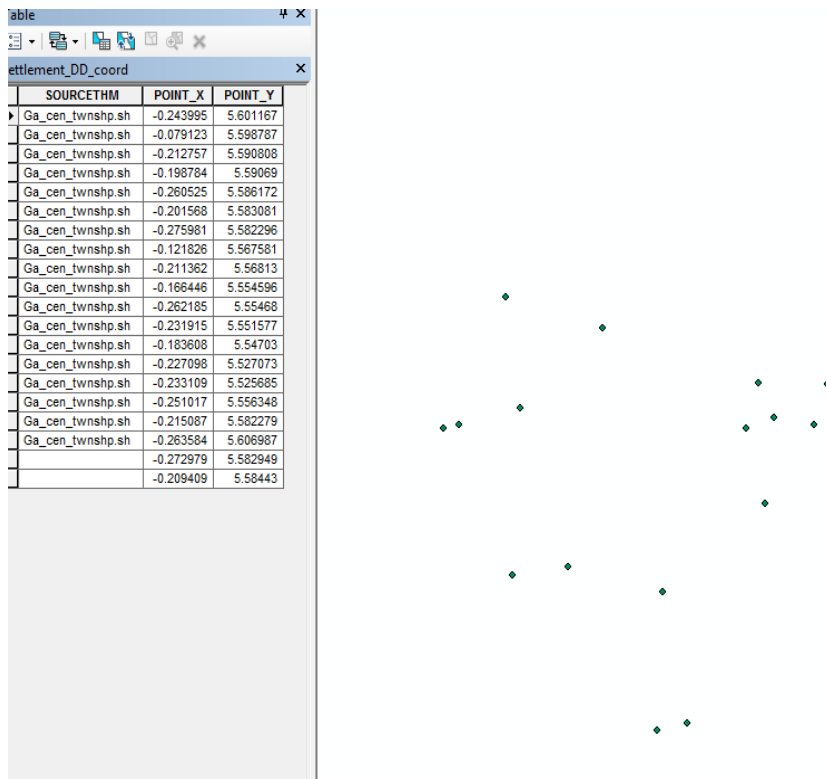 able
ettlement_DD_coord
SOURCETHM POINT_X POINT_Y
Ga_cen_twnshp.sh -0.243995 5.601167
Ga_cen_twnshp.sh -0.079123 5.598787
Ga_cen_twnshp.sh -0.212757 5.590808
Ga_cen_twnshp.sh -0.198784 5.59069
Ga_cen_twnshp.sh -0.260525 5.586172
Ga_cen_twnshp.sh -0.201568 5.583081
Ga_cen_twnshp.sh -0.275981 5.582296
Ga_cen_twnshp.sh -0.121826 5.567581
Ga_cen_twnshp.sh -0.211362 5.56813
Ga_cen_twnshp.sh -0.166446 5.554596
Ga_cen_twnshp.sh -0.262185 5.55468
Ga_cen_twnshp.sh -0.231915 5.551577
Ga_cen_twnshp.sh -0.183608 5.54703
Ga_cen_twnshp.sh -0.227098 5.527073
Ga_cen_twnshp.sh -0.233109 5.525685
Ga_cen_twnshp.sh -0.251017 5.556348
Ga_cen_twnshp.sh -0.215087 5.582279
Ga_cen_twnshp.sh -0.263584 5.606987
-0.272979 5.582949
-0.209409 5.58443